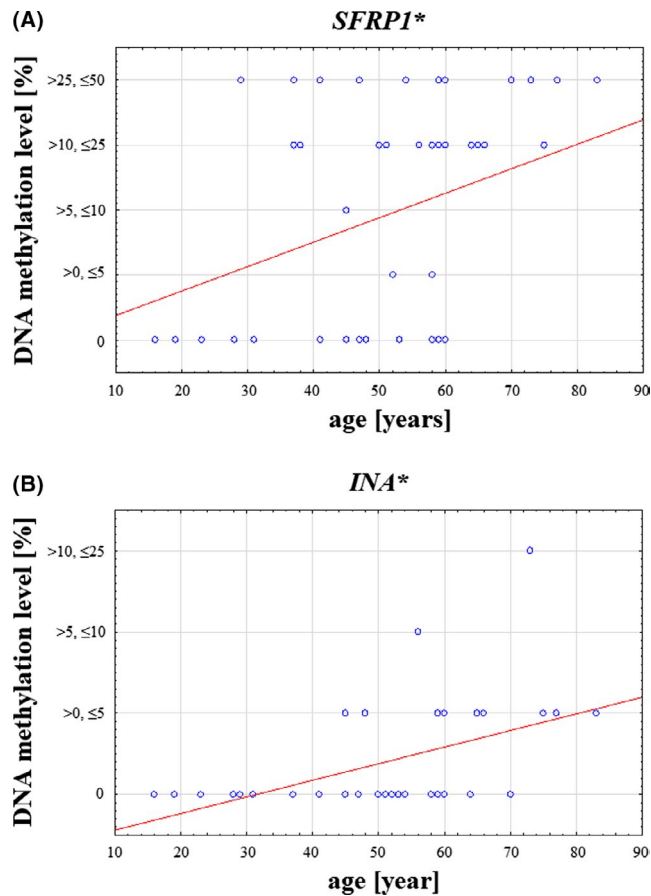 (A)
SFRP1*
DNA methylation level [%]
>25, ≤50
>10, ≤25
>5, ≤10
>0, ≤5
0
10 20 30 40 50 60 70 80 90
age [years]
(B)
INA*
DNA methylation level [%]
>10, ≤25
>5, ≤10
>0, ≤5
0
10 20 30 40 50 60 70 80 90
age [year]